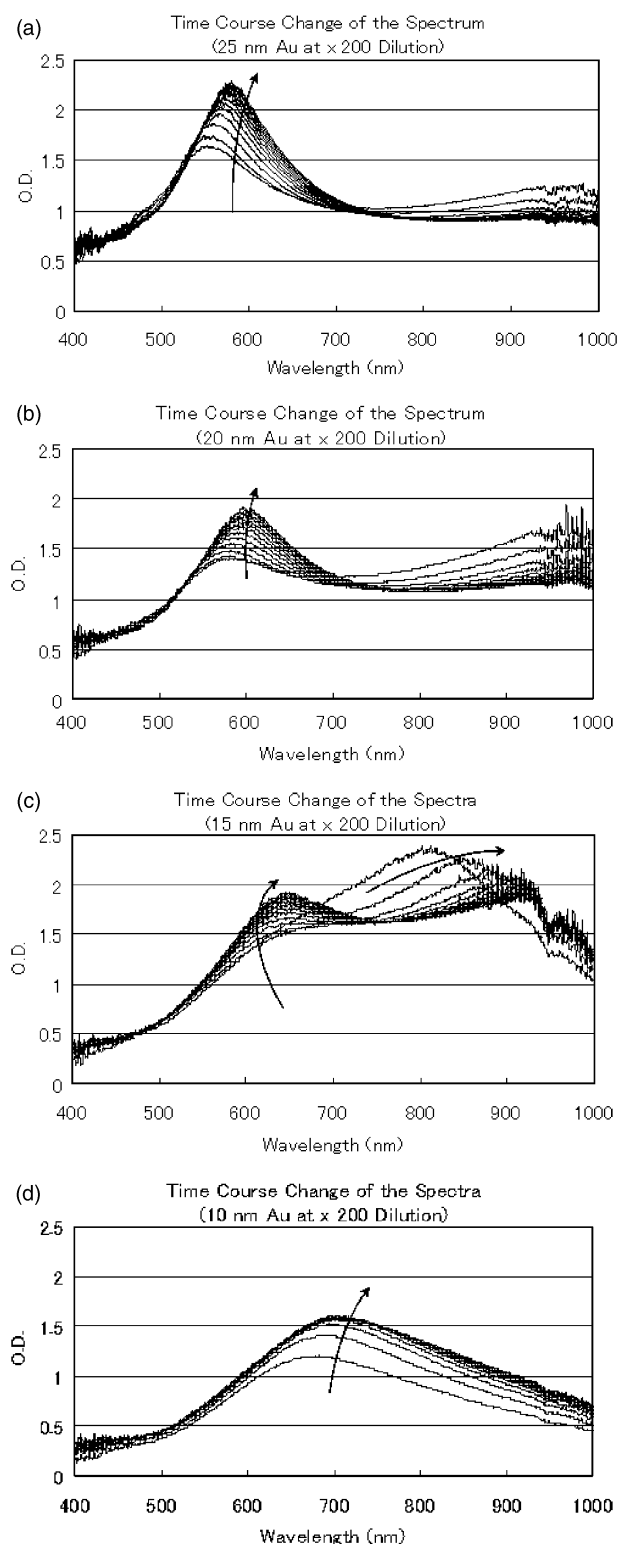 (a)
Time Course Change of the Spectrum
(25 nm Au at x 200 Dilution)
2.5
2
1.5
1
0.5
0
O.D.
400 500 600 700 800 900 1000
Wavelength (nm)
(b)
Time Course Change of the Spectrum
(20 nm Au at x 200 Dilution)
2.5
2
1.5
1
0.5
0
O.D.
400 500 600 700 800 900 1000
Wavelength (nm)
(c)
Time Course Change of the Spectra
(15 nm Au at x 200 Dilution)
2.5
2
1.5
1
0.5
0
O.D.
400 500 600 700 800 900 1000
Wavelength (nm)
(d)
Time Course Change of the Spectra
(10 nm Au at x 200 Dilution)
2.5
2
1.5
1
0.5
0
O.D.
400 500 600 700 800 900 1000
Wavelength (nm)